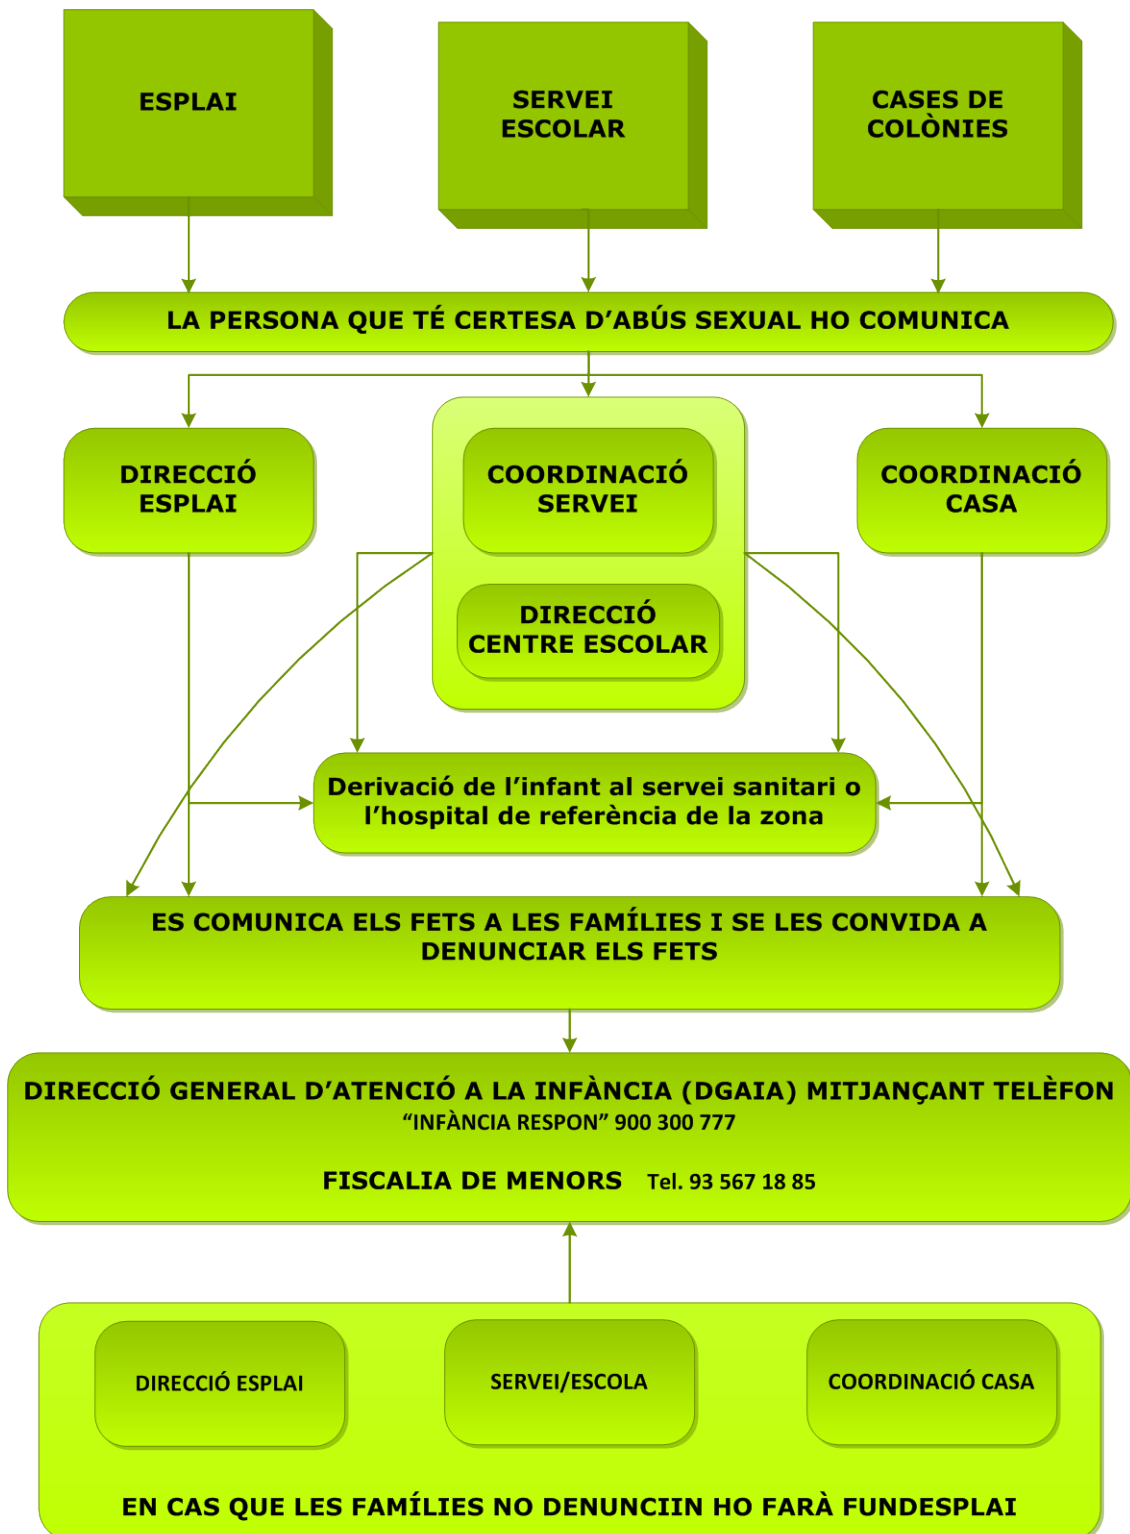 ESPLAI
SERVEI
ESCOLAR
CASES DE
COLÒNIES
LA PERSONA QUE TÉ CERTESA D'ABÚS SEXUAL HO COMUNICA
DIRECCIÓ
ESPLAI
COORDINACIÓ
SERVEI
COORDINACIÓ
CASA
DIRECCIÓ
CENTRE ESCOLAR
Derivació de l'infant al servei sanitari o
l'hospital de referència de la zona
ES COMUNICA ELS FETS A LES FAMÍLIES I SE LES CONVIDA A
DENUNCIAR ELS FETS
DIRECCIÓ GENERAL D'ATENCIÓ A LA INFÀNCIA (DGAIA) MITJANÇANT TELÈFON
“INFÀNCIA RESPON” 900 300 777
FISCALIA DE MENORS Tel. 93 567 18 85
DIRECCIÓ ESPLAI
SERVEI/ESCOLA
COORDINACIÓ CASA
EN CAS QUE LES FAMÍLIES NO DENUNCIIN HO FARÀ FUNDESPLAI